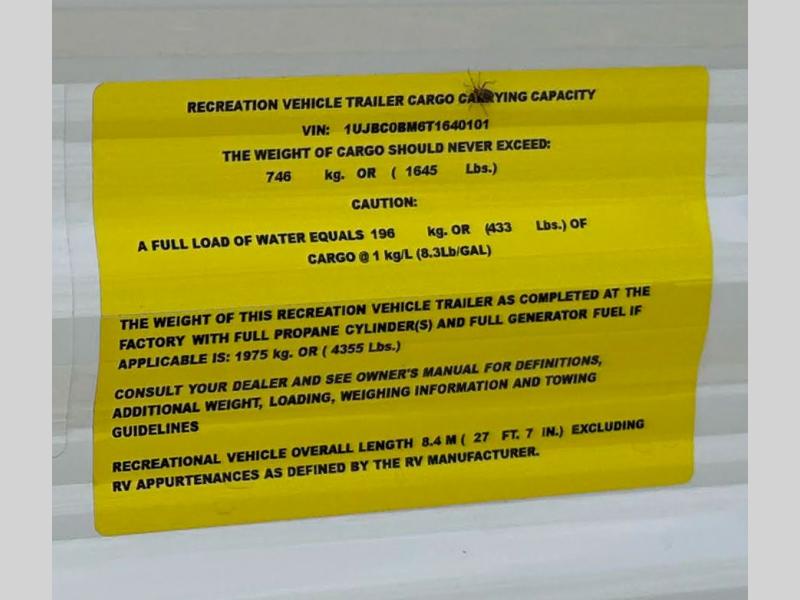 RECREATION VEHICLE TRAILER CARGO CARRYING CAPACITY
VIN: 1UJBC0BM6T1640101
THE WEIGHT OF CARGO SHOULD NEVER EXCEED:
746 kg. OR ( 1645 Lbs.)
CAUTION:
A FULL LOAD OF WATER EQUALS 196 kg. OR (433 Lbs.) OF
CARGO @ 1 kg/L (8.3Lb/GAL)
THE WEIGHT OF THIS RECREATION VEHICLE TRAILER AS COMPLETED AT THE
FACTORY WITH FULL PROPANE CYLINDER(S) AND FULL GENERATOR FUEL IF
APPLICABLE IS: 1975 kg. OR ( 4355 Lbs.)
CONSULT YOUR DEALER AND SEE OWNER'S MANUAL FOR DEFINITIONS,
ADDITIONAL WEIGHT, LOADING, WEIGHING INFORMATION AND TOWING
GUIDELINES
RECREATIONAL VEHICLE OVERALL LENGTH 8.4 M ( 27 FT. 7 IN.) EXCLUDING
RV APPURTENANCES AS DEFINED BY THE RV MANUFACTURER.